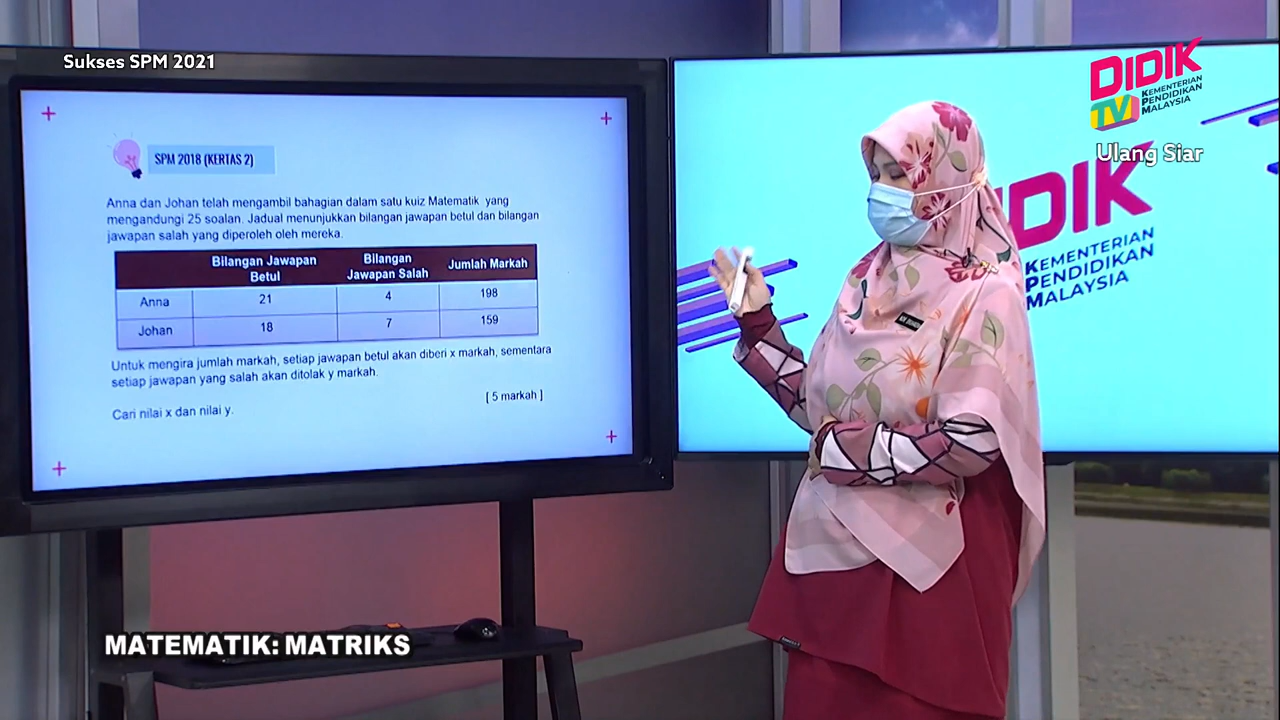 Sukses SPM 2021
DIDIK
TV
KEMENTERIAN
PENDIDIKAN
MALAYSIA
Ulang Siar
SPM 2018 (KERTAS 2)
Anna dan Johan telah mengambil bahagian dalam satu kuiz Matematik yang
mengandungi 25 soalan. Jadual menunjukkan bilangan jawapan betul dan bilangan
jawapan salah yang diperoleh oleh mereka.
Bilangan Jawapan Betul Bilangan Jawapan Salah Jumlah Markah
Anna 21 4 198
Johan 18 7 159
Untuk mengira jumlah markah, setiap jawapan betul akan diberi x markah, sementara
setiap jawapan yang salah akan ditolak y markah.
[ 5 markah ]
Cari nilai x dan nilai y.
DIDIK
KEMENTERIAN
PENDIDIKAN
MALAYSIA
MATEMATIK: MATRIKS